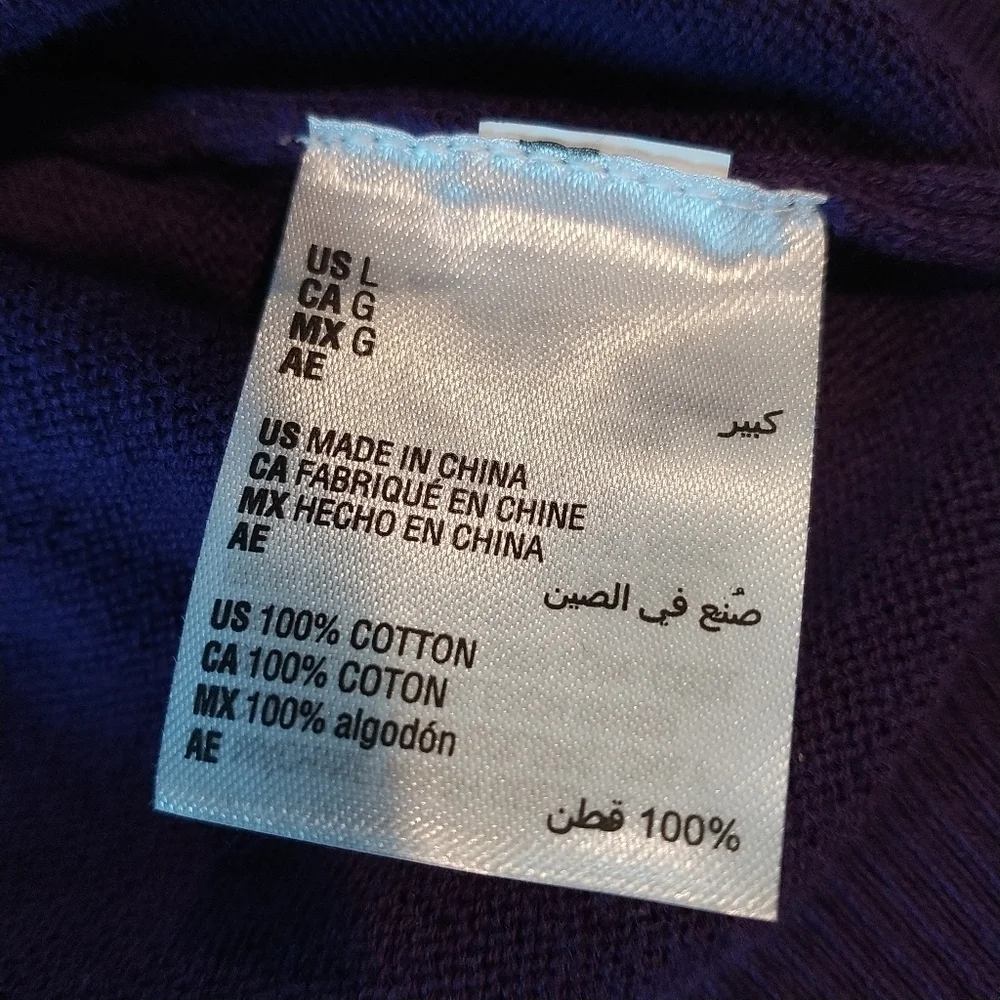 US L
CA G
MX G
AE
كبير
US MADE IN CHINA
CA FABRIQUÉ EN CHINE
MX HECHO EN CHINA
AE
صُنع في الصين
US 100% COTTON
CA 100% COTON
MX 100% algodón
AE
100% قطن